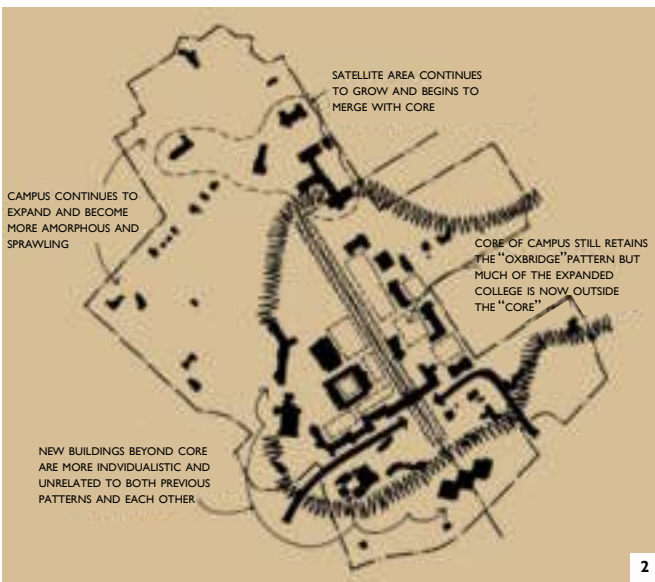 SATELLITE AREA CONTINUES
TO GROW AND BEGINS TO
MERGE WITH CORE
CAMPUS CONTINUES TO
EXPAND AND BECOME
MORE AMORPHOUS AND
SPRAWLING
CORE OF CAMPUS STILL RETAINS
THE “OXBRIDGE” PATTERN BUT
MUCH OF THE EXPANDED
COLLEGE IS NOW OUTSIDE
THE “CORE”
NEW BUILDINGS BEYOND CORE
ARE MORE INDVIDUALISTIC AND
UNRELATED TO BOTH PREVIOUS
PATTERNS AND EACH OTHER
2